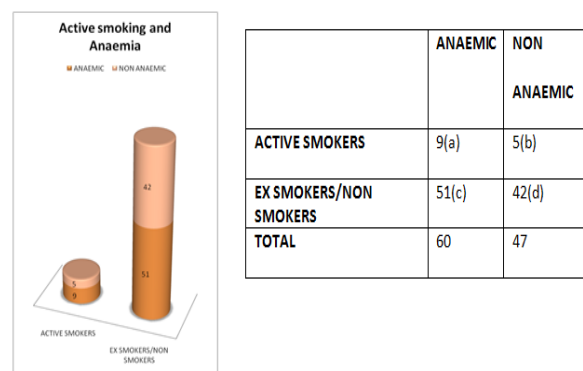 Active smoking and
Anaemia
ANAEMIC NON ANAEMIC
42
51
5
9
ACTIVE SMOKERS
EX SMOKERS/NON
SMOKERS
ANAEMIC NON
ANAEMIC
ACTIVE SMOKERS 9(a) 5(b)
EX SMOKERS/NON 51(c) 42(d)
SMOKERS
TOTAL 60 47